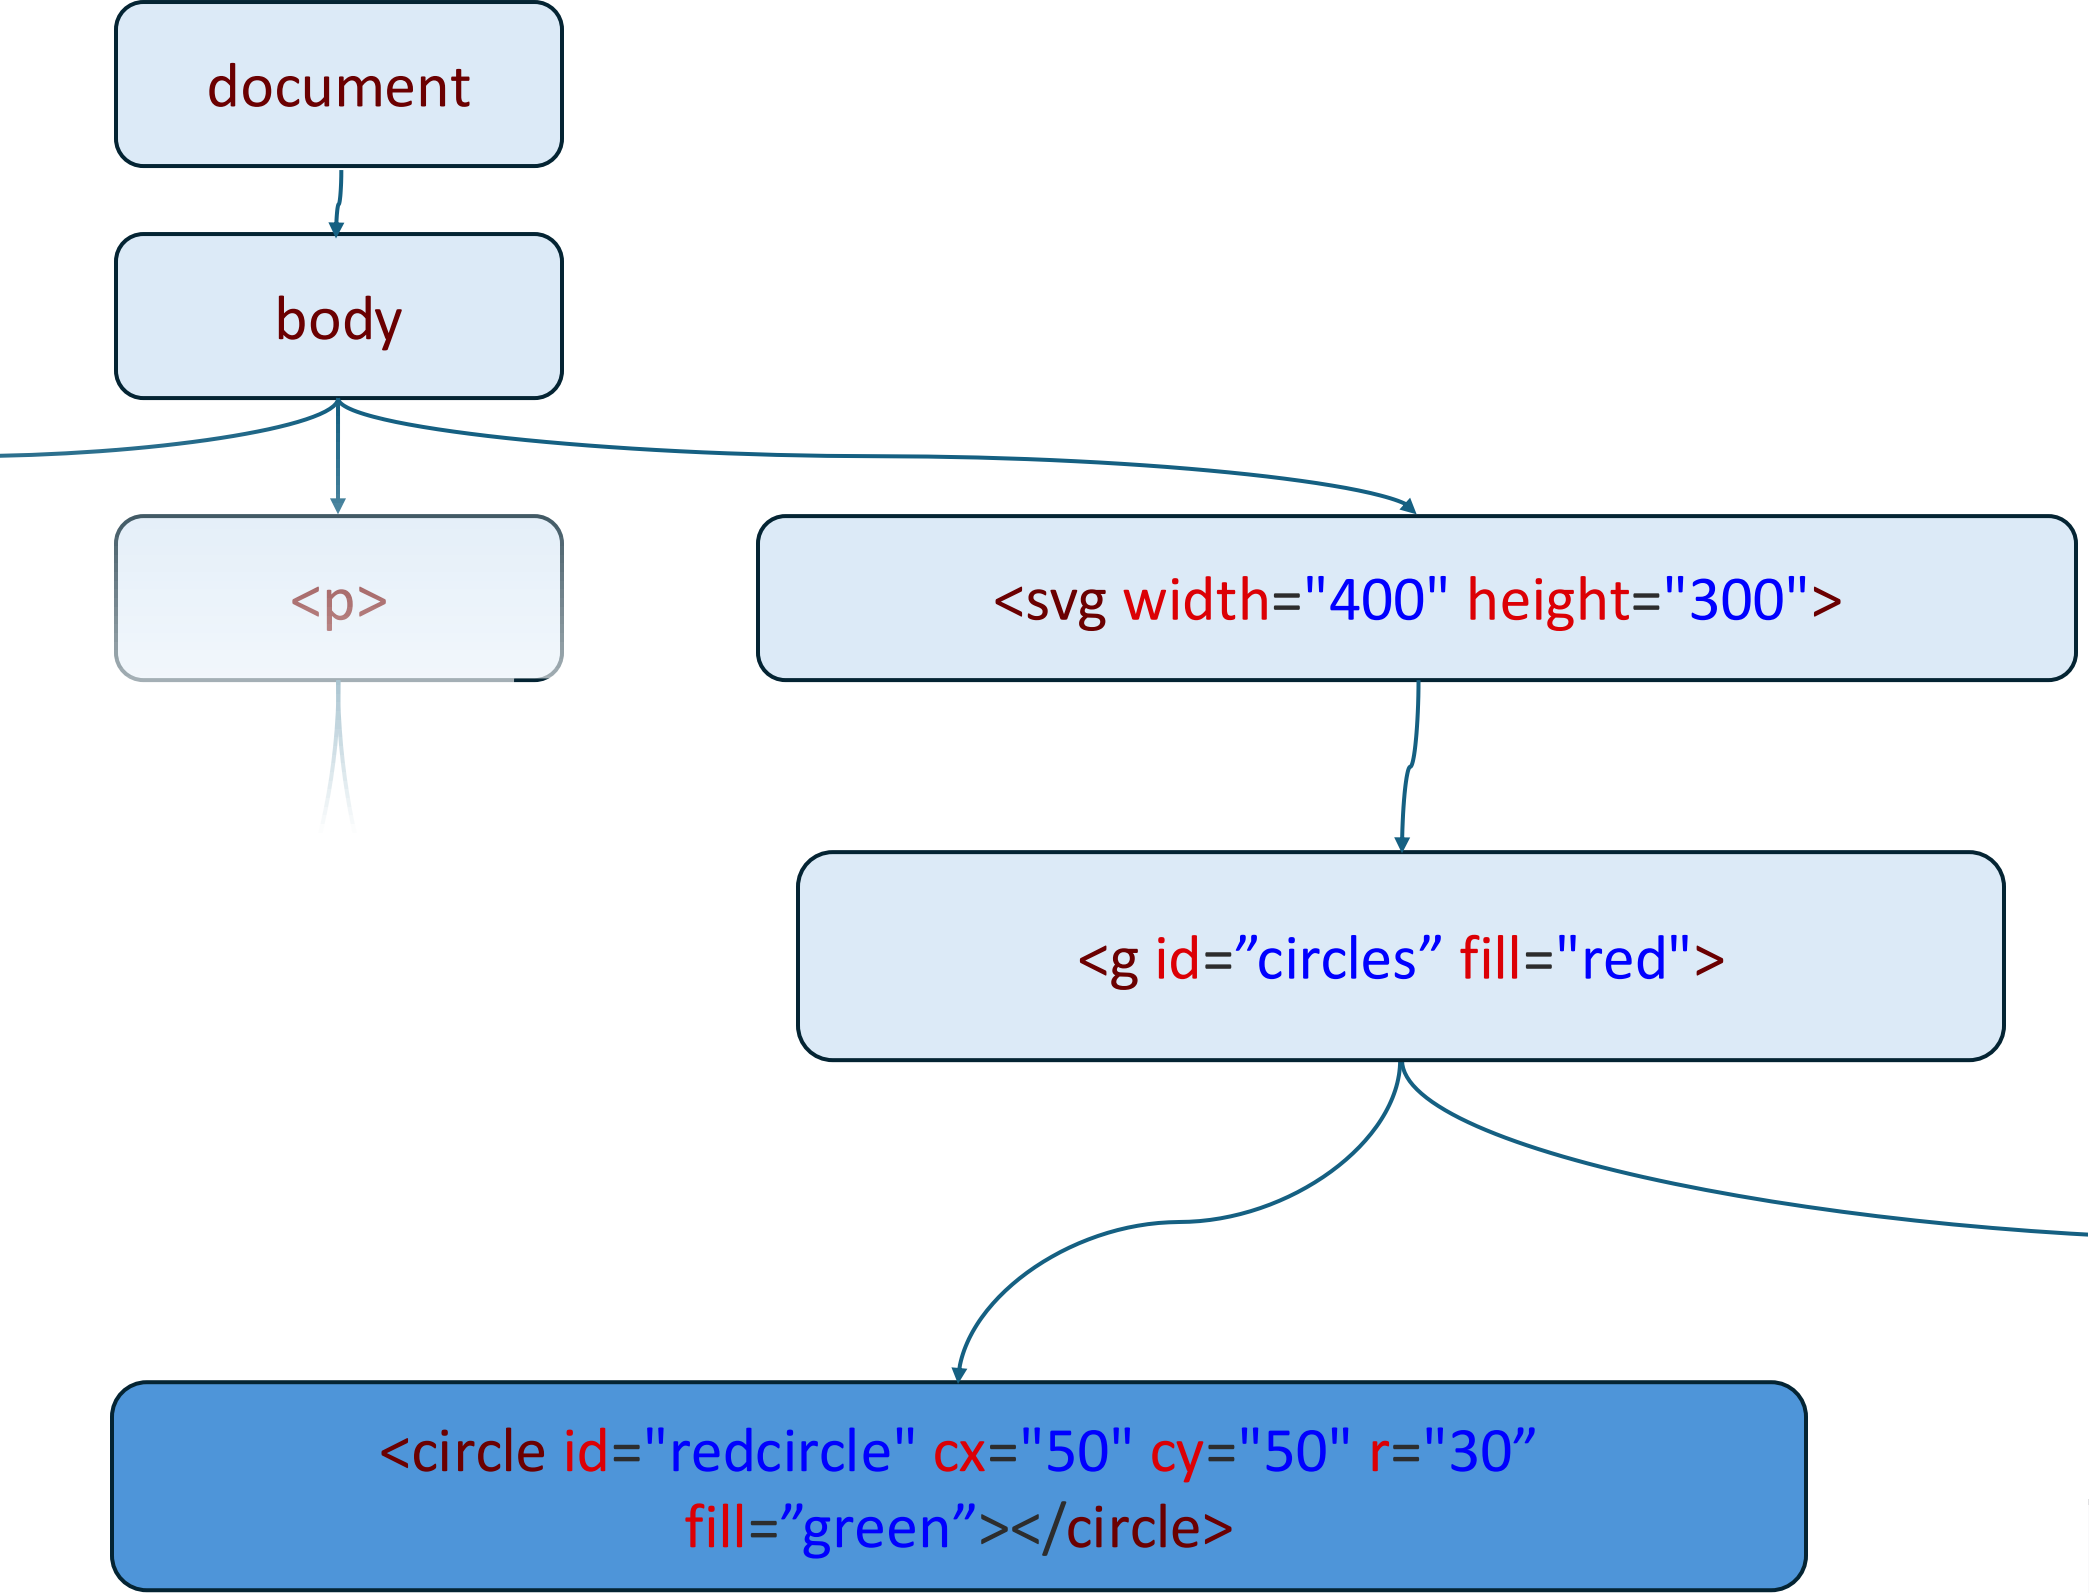 document
body
<p>
<svg width="400" height="300">
<g id=”circles” fill="red">
<circle id="redcircle" cx="50" cy="50" r="30”
fill=”green”></circle>